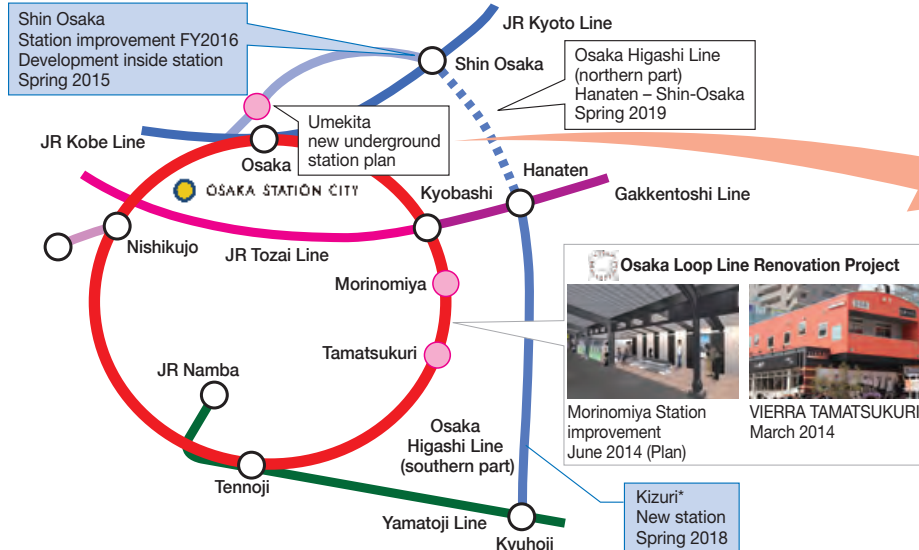 Shin Osaka
Station improvement FY2016
Development inside station
Spring 2015
JR Kyoto Line
Shin Osaka
Osaka Higashi Line
(northern part)
Hanaten – Shin-Osaka
Spring 2019
JR Kobe Line
Umekita
new underground
station plan
Osaka
OSAKA STATION CITY
Hanaten
Kyobashi
Gakkentoshi Line
Nishikujo
JR Tozai Line
Morinomiya
Tamatsukuri
JR Namba
Osaka
Higashi Line
(southern part)
Tennoji
Yamatoji Line
Kyuhoji
Osaka Loop Line Renovation Project
Morinomiya Station
improvement
June 2014 (Plan)
VIERRA TAMATSUKURI
March 2014
Kizuri*
New station
Spring 2018